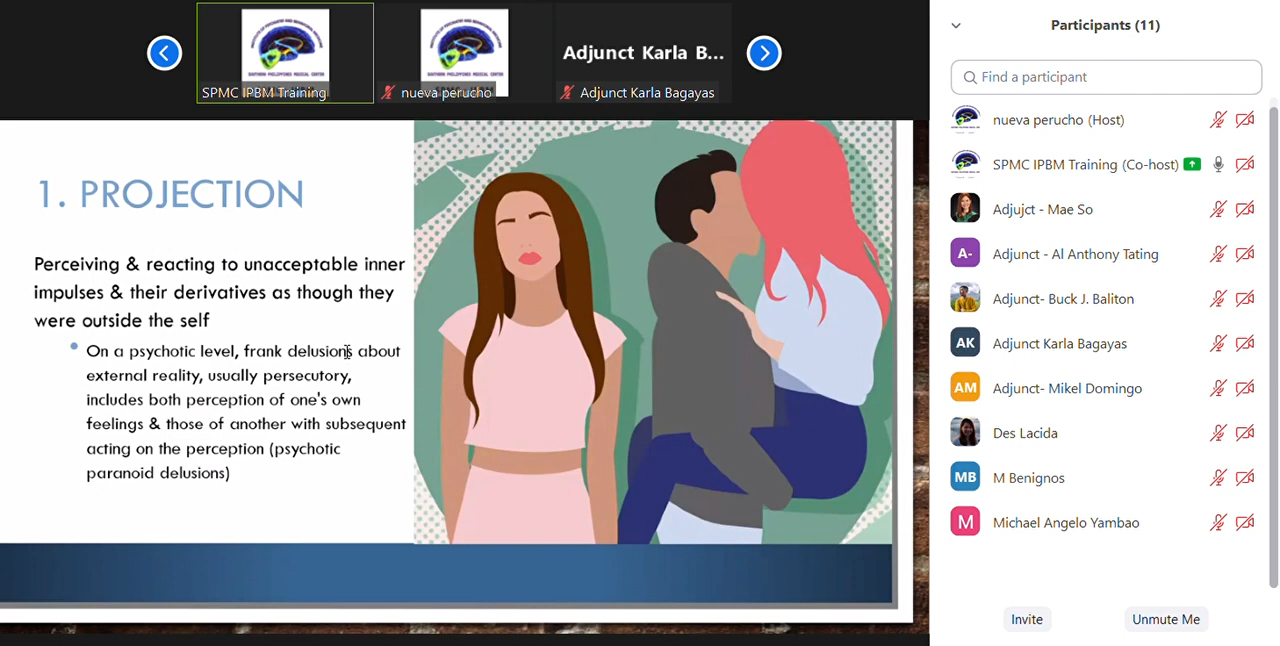 SPMC IPBM Training
nueva perucho
Adjunct Karla B...
Adjunct Karla Bagayas
1. PROJECTION
Perceiving & reacting to unacceptable inner
impulses & their derivatives as though they
were outside the self
On a psychotic level, frank delusions about
external reality, usually persecutory,
includes both perception of one's own
feelings & those of another with subsequent
acting on the perception (psychotic
paranoid delusions)
Participants (11)
Find a participant
nueva perucho (Host)
SPMC IPBM Training (Co-host)
Adjujct - Mae So
A-
Adjunct - Al Anthony Tating
Adjunct- Buck J. Baliton
AK
Adjunct Karla Bagayas
AM
Adjunct- Mikel Domingo
Des Lacida
MB
M Benignos
M
Michael Angelo Yambao
Invite
Unmute Me